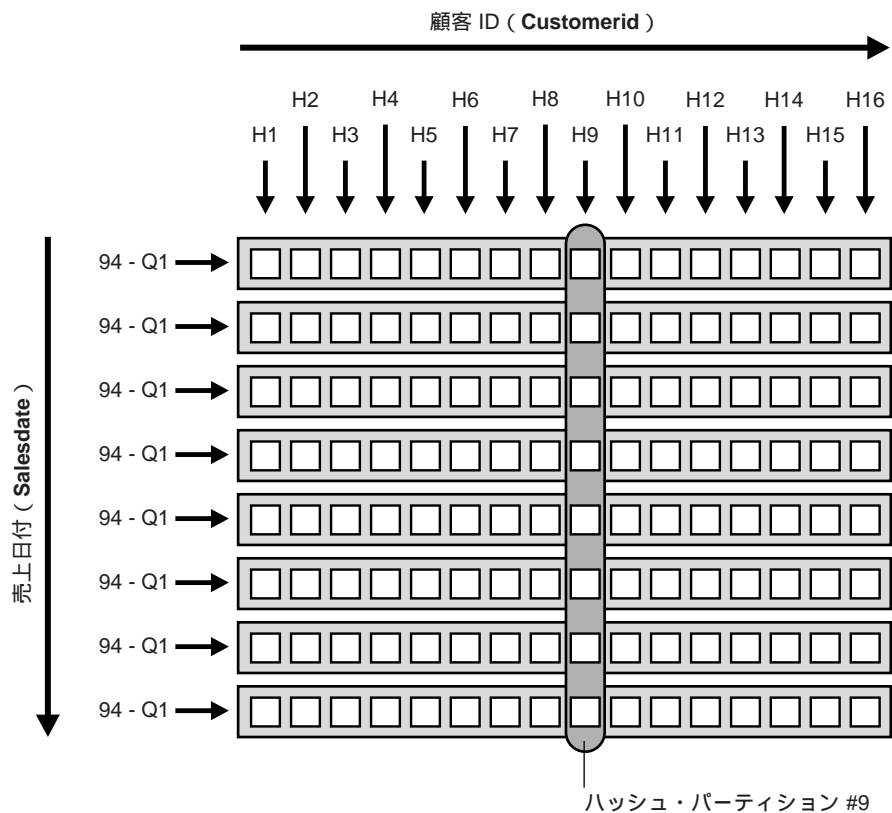 顧客 ID ( Customerid )
H2 H4 H6 H8 H10 H12 H14 H16
H1 H3 H5 H7 H9 H11 H13 H15
売上日付 ( Salesdate )
94 - Q1
94 - Q1
94 - Q1
94 - Q1
94 - Q1
94 - Q1
94 - Q1
94 - Q1
ハッシュ・パーティション #9